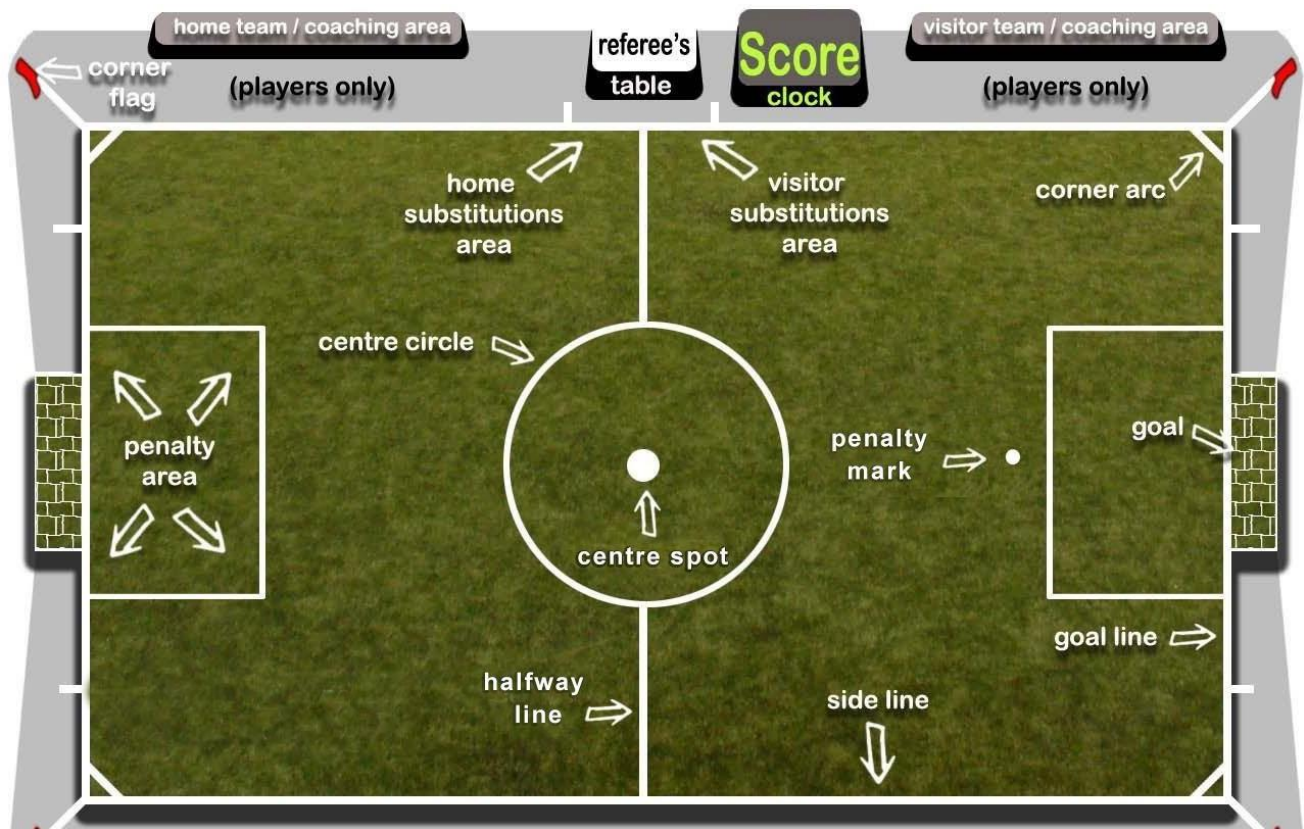 home team / coaching area
referee's
table
Score
clock
visitor team / coaching area
corner
flag
(players only)
(players only)
home
substitutions
area
visitor
substitutions
area
corner arc
centre circle
penalty
area
penalty
mark
goal
centre spot
goal line
halfway
line
side line